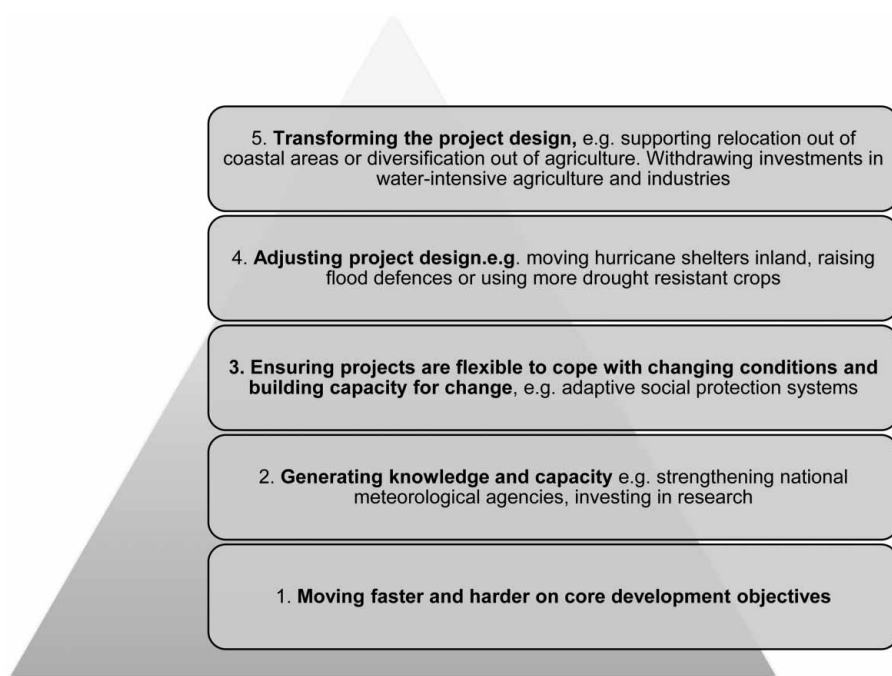 5. Transforming the project design, e.g. supporting relocation out of
coastal areas or diversification out of agriculture. Withdrawing investments in
water-intensive agriculture and industries
4. Adjusting project design.e.g. moving hurricane shelters inland, raising
flood defences or using more drought resistant crops
3. Ensuring projects are flexible to cope with changing conditions and
building capacity for change, e.g. adaptive social protection systems
2. Generating knowledge and capacity e.g. strengthening national
meteorological agencies, investing in research
1. Moving faster and harder on core development objectives